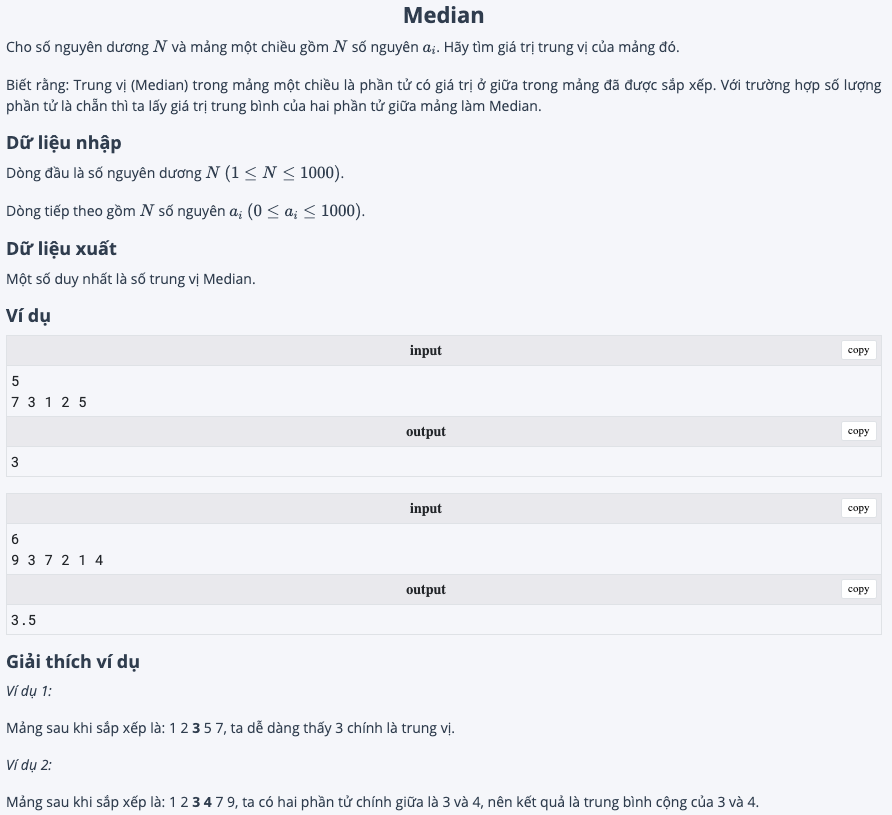 Median
Cho số nguyên dương N và mảng một chiều gồm N số nguyên aᵢ. Hãy tìm giá trị trung vị của mảng đó.
Biết rằng: Trung vị (Median) trong mảng một chiều là phần tử có giá trị ở giữa trong mảng đã được sắp xếp. Với trường hợp số lượng
phần tử là chẵn thì ta lấy giá trị trung bình của hai phần tử giữa mảng làm Median.
Dữ liệu nhập
Dòng đầu là số nguyên dương N (1 ≤ N ≤ 1000).
Dòng tiếp theo gồm N số nguyên aᵢ (0 ≤ aᵢ ≤ 1000).
Dữ liệu xuất
Một số duy nhất là số trung vị Median.
Ví dụ
input copy
5
7 3 1 2 5
output copy
3
input copy
6
9 3 7 2 1 4
output copy
3.5
Giải thích ví dụ
Ví dụ 1:
Mảng sau khi sắp xếp là: 1 2 3 5 7, ta dễ dàng thấy 3 chính là trung vị.
Ví dụ 2:
Mảng sau khi sắp xếp là: 1 2 3 4 7 9, ta có hai phần tử chính giữa là 3 và 4, nên kết quả là trung bình cộng của 3 và 4.